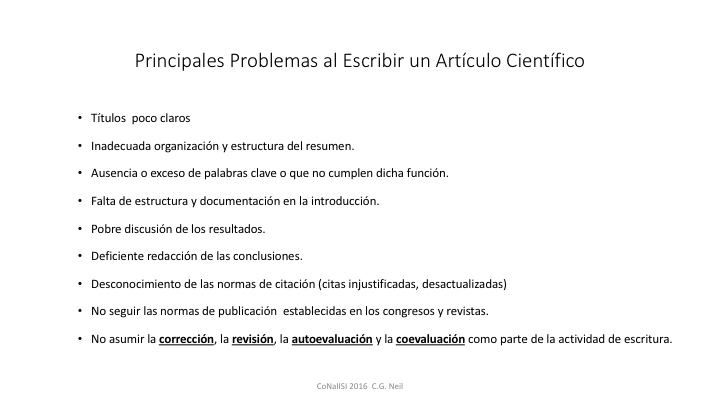 Principales Problemas al Escribir un Artículo Científico
• Títulos  poco claros
• Inadecuada organización y estructura del resumen.
• Ausencia o exceso de palabras clave o que no cumplen dicha función.
• Falta de estructura y documentación en la introducción.
• Pobre discusión de los resultados.
• Deficiente redacción de las conclusiones.
• Desconocimiento de las normas de citación (citas injustificadas, desactualizadas)
• No seguir las normas de publicación  establecidas en los congresos y revistas.
• No asumir la corrección, la revisión, la autoevaluación y la coevaluación como parte de la actividad de escritura.
CoNaIISI 2016  C.G. Neil